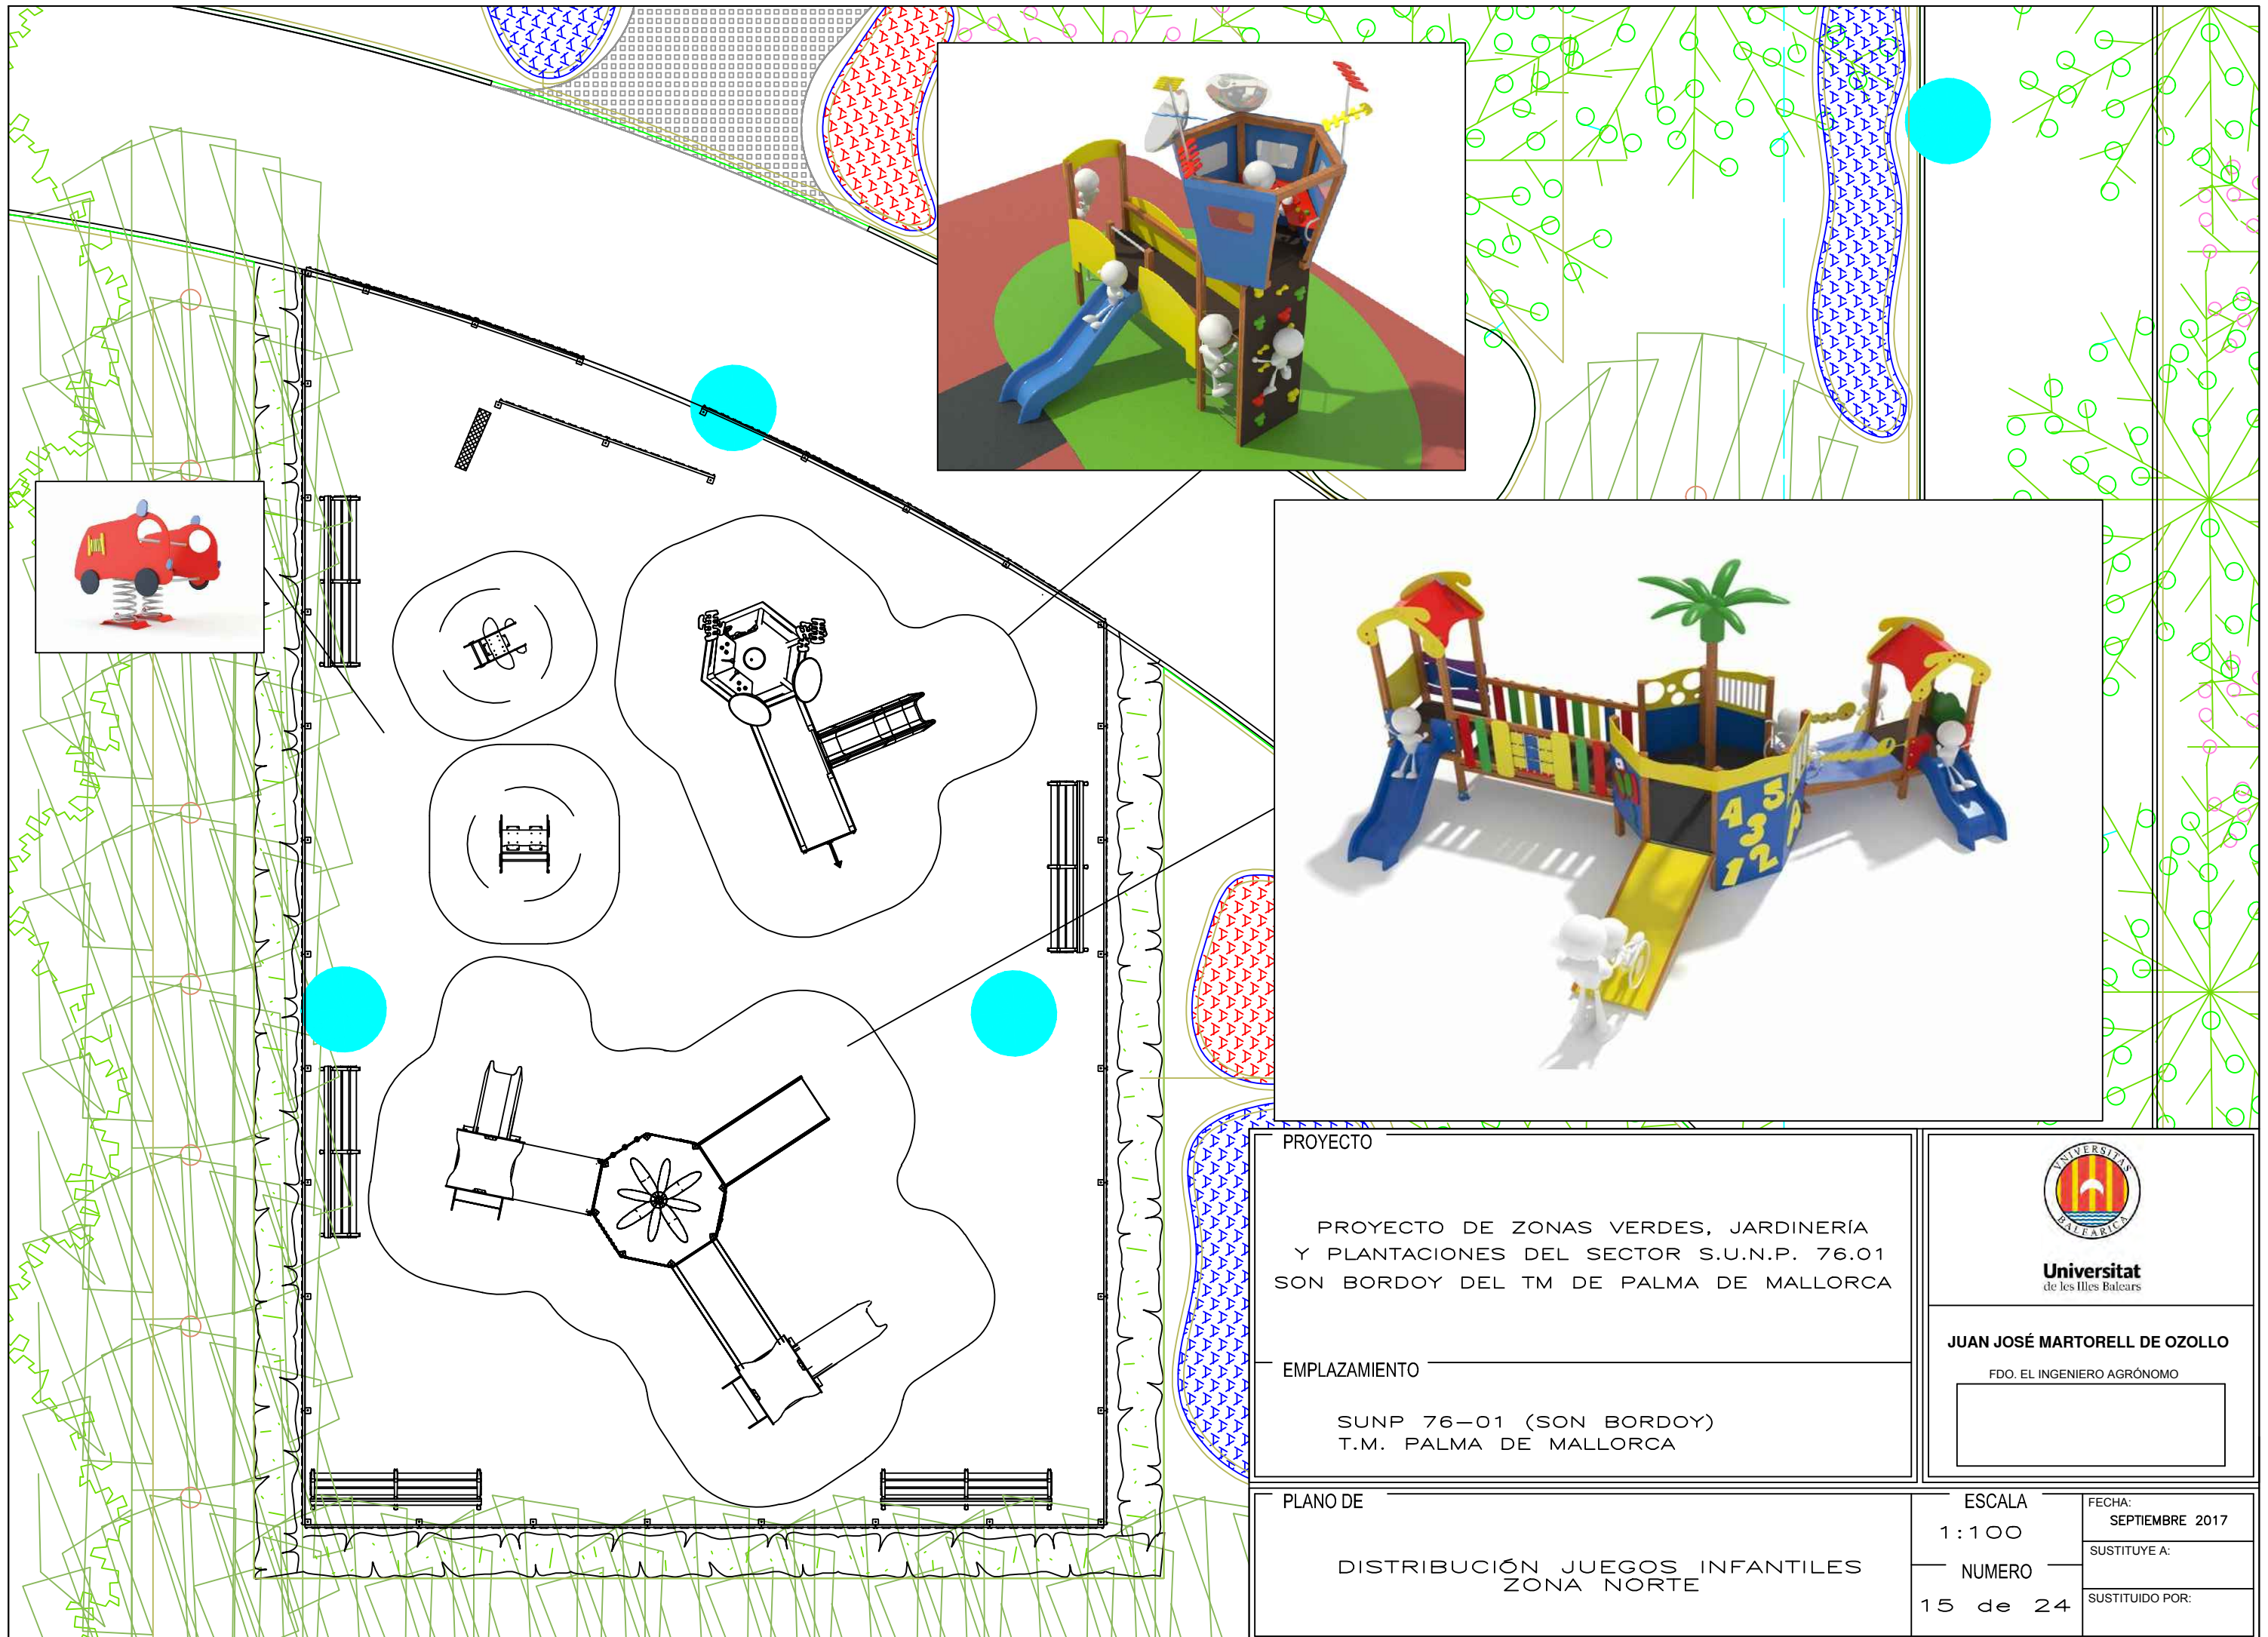 4 5
3
1 2
PROYECTO
PROYECTO DE ZONAS VERDES, JARDINERÍA
Y PLANTACIONES DEL SECTOR S.U.N.P. 76.01
SON BORDOY DEL TM DE PALMA DE MALLORCA
EMPLAZAMIENTO
SUNP 76-01 (SON BORDOY)
T.M. PALMA DE MALLORCA
VNIVERSITAS
BALEARICA
Universitat
de les Illes Balears
JUAN JOSÉ MARTORELL DE OZOLLO
FDO. EL INGENIERO AGRÓNOMO
PLANO DE
DISTRIBUCIÓN JUEGOS INFANTILES
ZONA NORTE
ESCALA
1:100
NUMERO
15 de 24
FECHA:
SEPTIEMBRE 2017
SUSTITUYE A:
SUSTITUIDO POR: